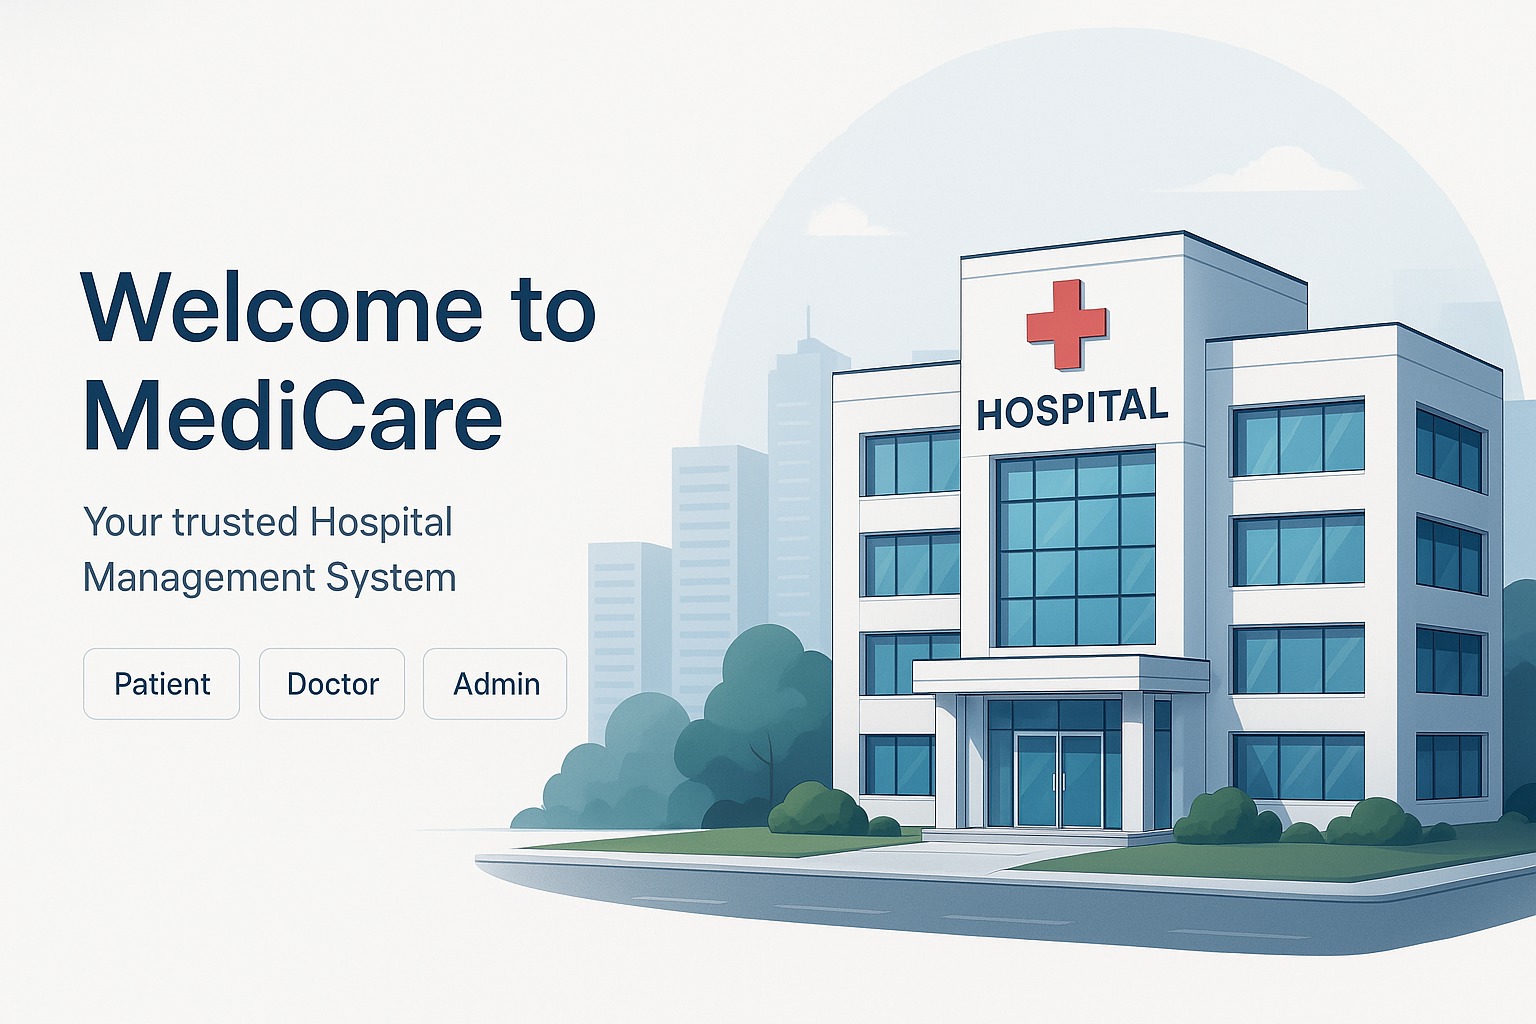 Welcome to
MediCare
Your trusted Hospital
Management System
Patient Doctor Admin
HOSPITAL